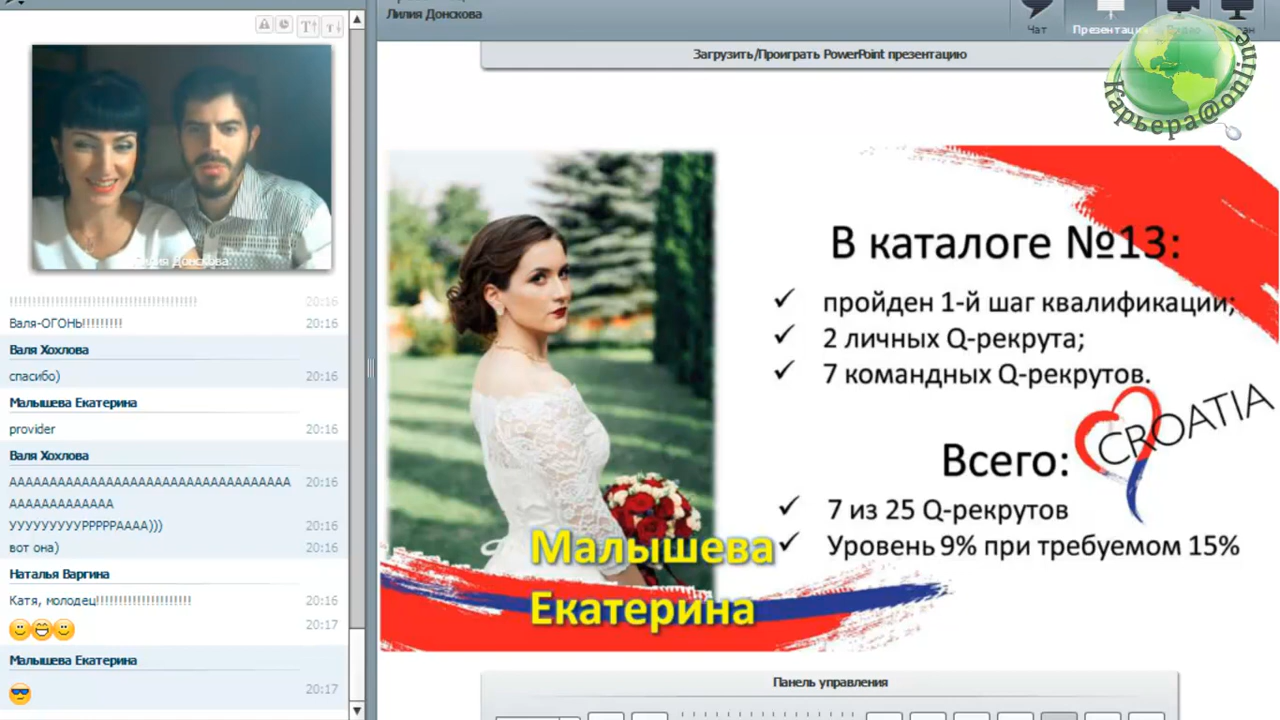 Лилия Донскова
Чат
Загрузить/Проиграть PowerPoint презентацию
Карьера@online
Донскова
!!!!!!!!!!!!!!!!!!!!!!!!!!!!!!!!!!!!!!!!! 20:16
Валя-ОГОНЬ!!!!!!!!! 20:16
Валя Хохлова
спасибо) 20:16
Малышева Екатерина
provider 20:16
Валя Хохлова
АААААААААААААААААААААААААААААААААА 20:16
ААААААААААААА
УУУУУУУУУРРРРРАААА))) 20:16
вот она) 20:16
Наталья Варгина
Катя, молодец!!!!!!!!!!!!!!!!!!!!!! 20:16
20:17
Малышева Екатерина
20:17
В каталоге №13:
✓ пройден 1-й шаг квалификации;
✓ 2 личных Q-рекрута;
✓ 7 командных Q-рекрутов.
CROATIA
Всего:
✓ 7 из 25 Q-рекрутов
✓ Уровень 9% при требуемом 15%
Малышева
Екатерина
Панель управления